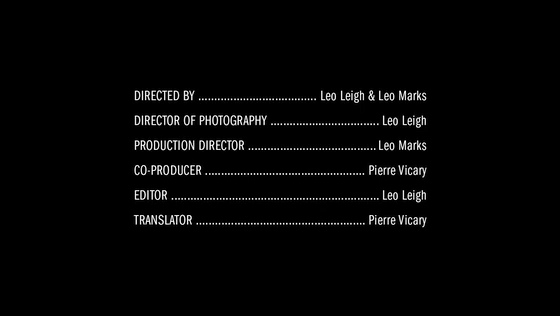 DIRECTED BY ..................................... Leo Leigh & Leo Marks
DIRECTOR OF PHOTOGRAPHY .................................. Leo Leigh
PRODUCTION DIRECTOR ........................................ Leo Marks
CO-PRODUCER .................................................. Pierre Vicary
EDITOR ................................................................. Leo Leigh
TRANSLATOR ..................................................... Pierre Vicary